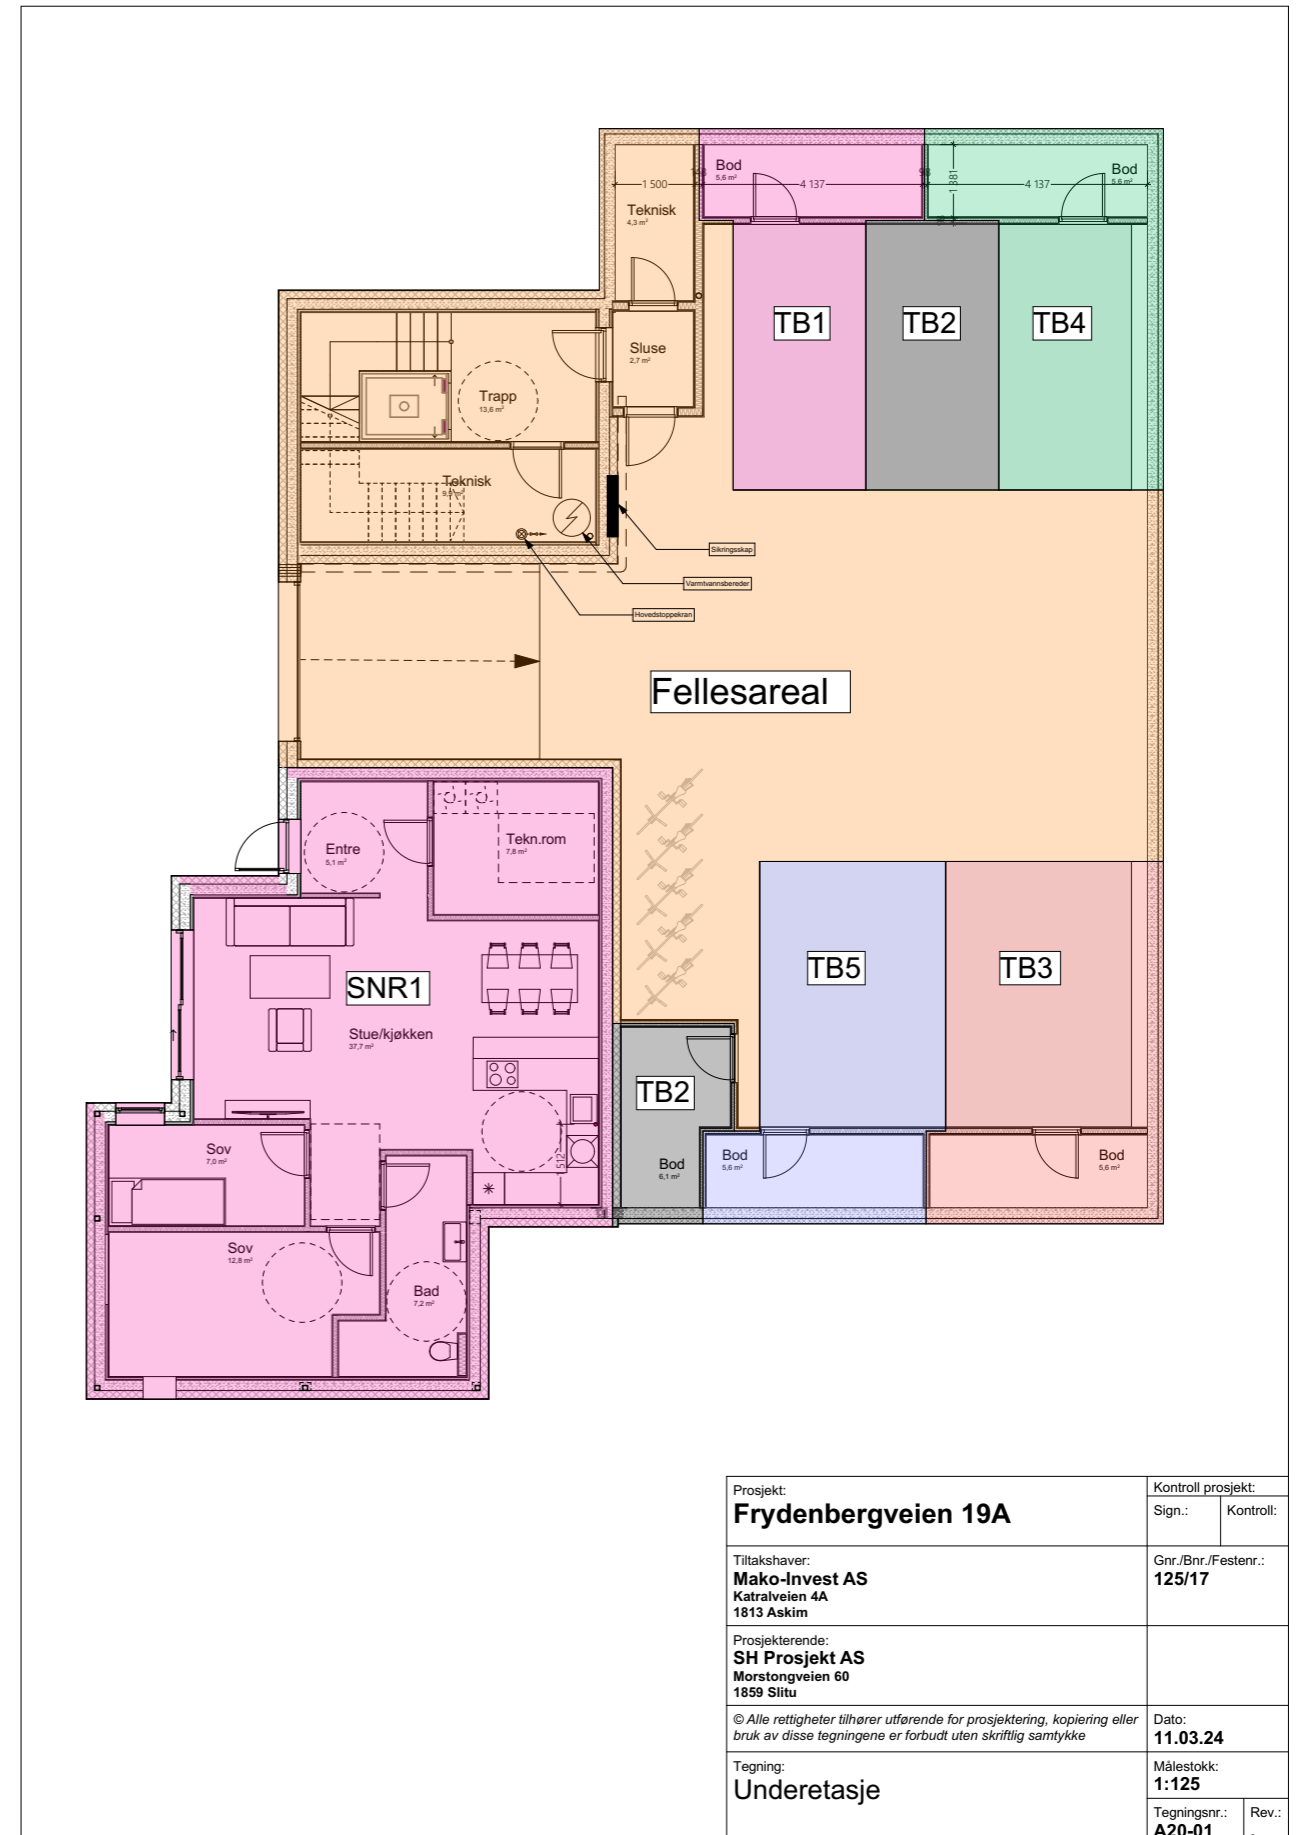 Bod
5,6 m²
Bod
5,6 m²
1 500
4 137
4 137
1 381
Teknisk
4,3 m²
TB1
TB2
TB4
Sluse
2,7 m²
Trapp
13,6 m²
Teknisk
Sikringsskap
Varmtvannsbereder
Hovedstoppekran
Fellesareal
Entre
5,1 m²
Tekn.rom
7,8 m²
SNR1
Stue/kjøkken
37,7 m²
TB5
TB3
TB2
Sov
7,0 m²
Bod
6,1 m²
Bod
5,6 m²
Bod
5,6 m²
1 512
Sov
12,8 m²
Bad
7,2 m²
Prosjekt:
Frydenbergveien 19A
Kontroll prosjekt:
Sign.:
Kontroll:
Tiltakshaver:
Mako-Invest AS
Katralveien 4A
1813 Askim
Gnr./Bnr./Festenr.:
125/17
Prosjekterende:
SH Prosjekt AS
Morstongveien 60
1859 Slitu
© Alle rettigheter tilhører utførende for prosjektering, kopiering eller
bruk av disse tegningene er forbudt uten skriftlig samtykke
Dato:
11.03.24
Tegning:
Underetasje
Målestokk:
1:125
Tegningsnr.:
A20-01
Rev.:
-